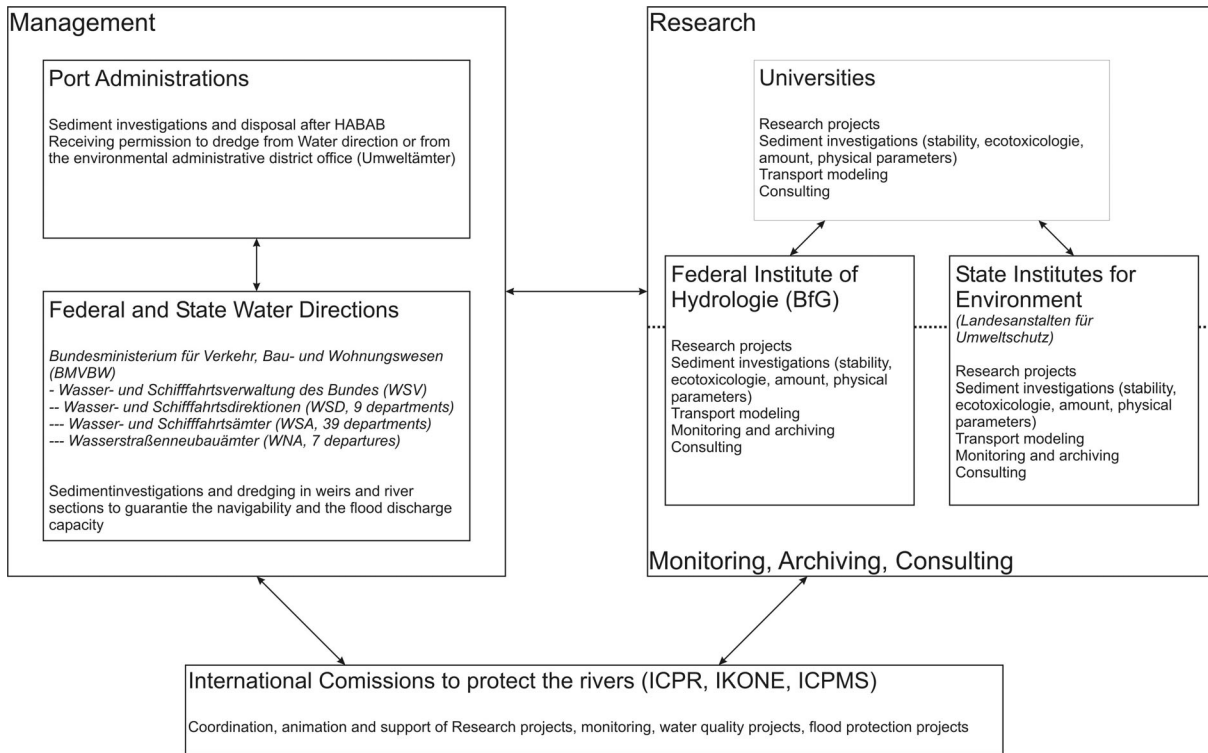 Management
Port Administrations
Sediment investigations and disposal after HABAB
Receiving permission to dredge from Water direction or from
the environmental administrative district office (Umweltämter)
Federal and State Water Directions
Bundesministerium für Verkehr, Bau- und Wohnungswesen
(BMVBW)
- Wasser- und Schifffahrtsverwaltung des Bundes (WSV)
-- Wasser- und Schifffahrtsdirektionen (WSD, 9 departments)
--- Wasser- und Schifffahrtsämter (WSA, 39 departments)
--- Wasserstraßenneubauämter (WNA, 7 departures)
Sedimentinvestigations and dredging in weirs and river
sections to guarantie the navigability and the flood discharge
capacity
Research
Universities
Research projects
Sediment investigations (stability, ecotoxicologie,
amount, physical parameters)
Transport modeling
Consulting
Federal Institute of
Hydrologie (BfG)
Research projects
Sediment investigations (stability,
ecotoxicologie, amount, physical
parameters)
Transport modeling
Monitoring and archiving
Consulting
State Institutes for
Environment
(Landesanstalten für
Umweltschutz)
Research projects
Sediment investigations (stability,
ecotoxicologie, amount, physical
parameters)
Transport modeling
Monitoring and archiving
Consulting
Monitoring, Archiving, Consulting
International Comissions to protect the rivers (ICPR, IKONE, ICPMS)
Coordination, animation and support of Research projects, monitoring, water quality projects, flood protection projects